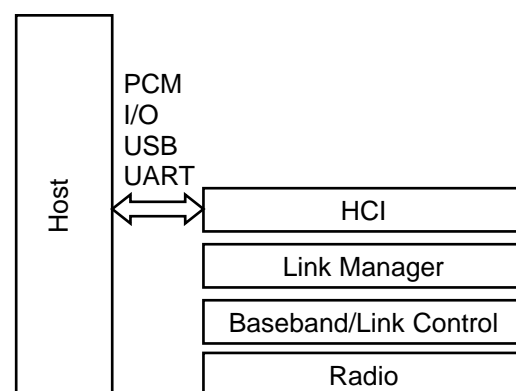 Host
PCM
I/O
USB
UART
HCI
Link Manager
Baseband/Link Control
Radio